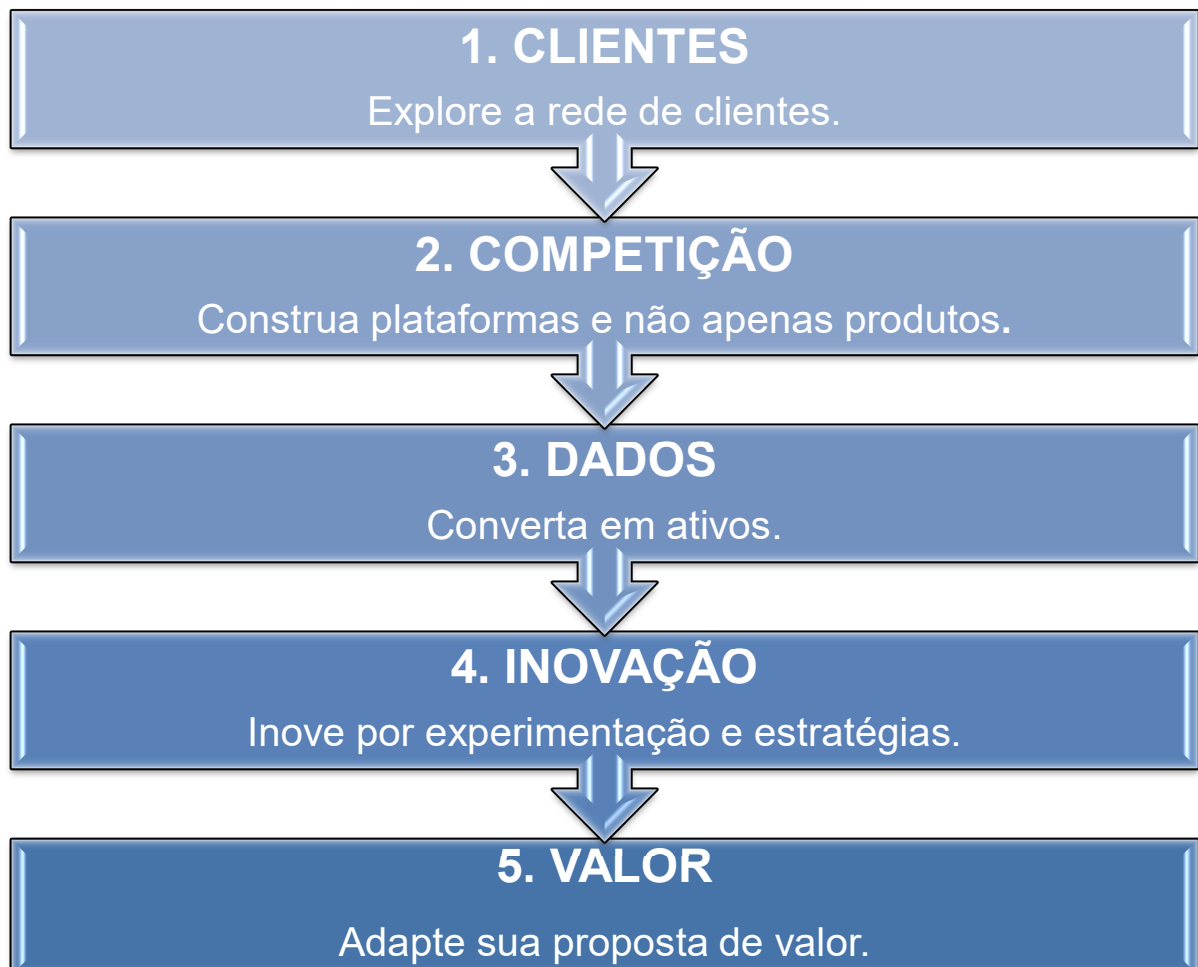 1. CLIENTES
Explore a rede de clientes.
2. COMPETIÇÃO
Construa plataformas e não apenas produtos.
3. DADOS
Converta em ativos.
4. INOVAÇÃO
Inove por experimentação e estratégias.
5. VALOR
Adapte sua proposta de valor.